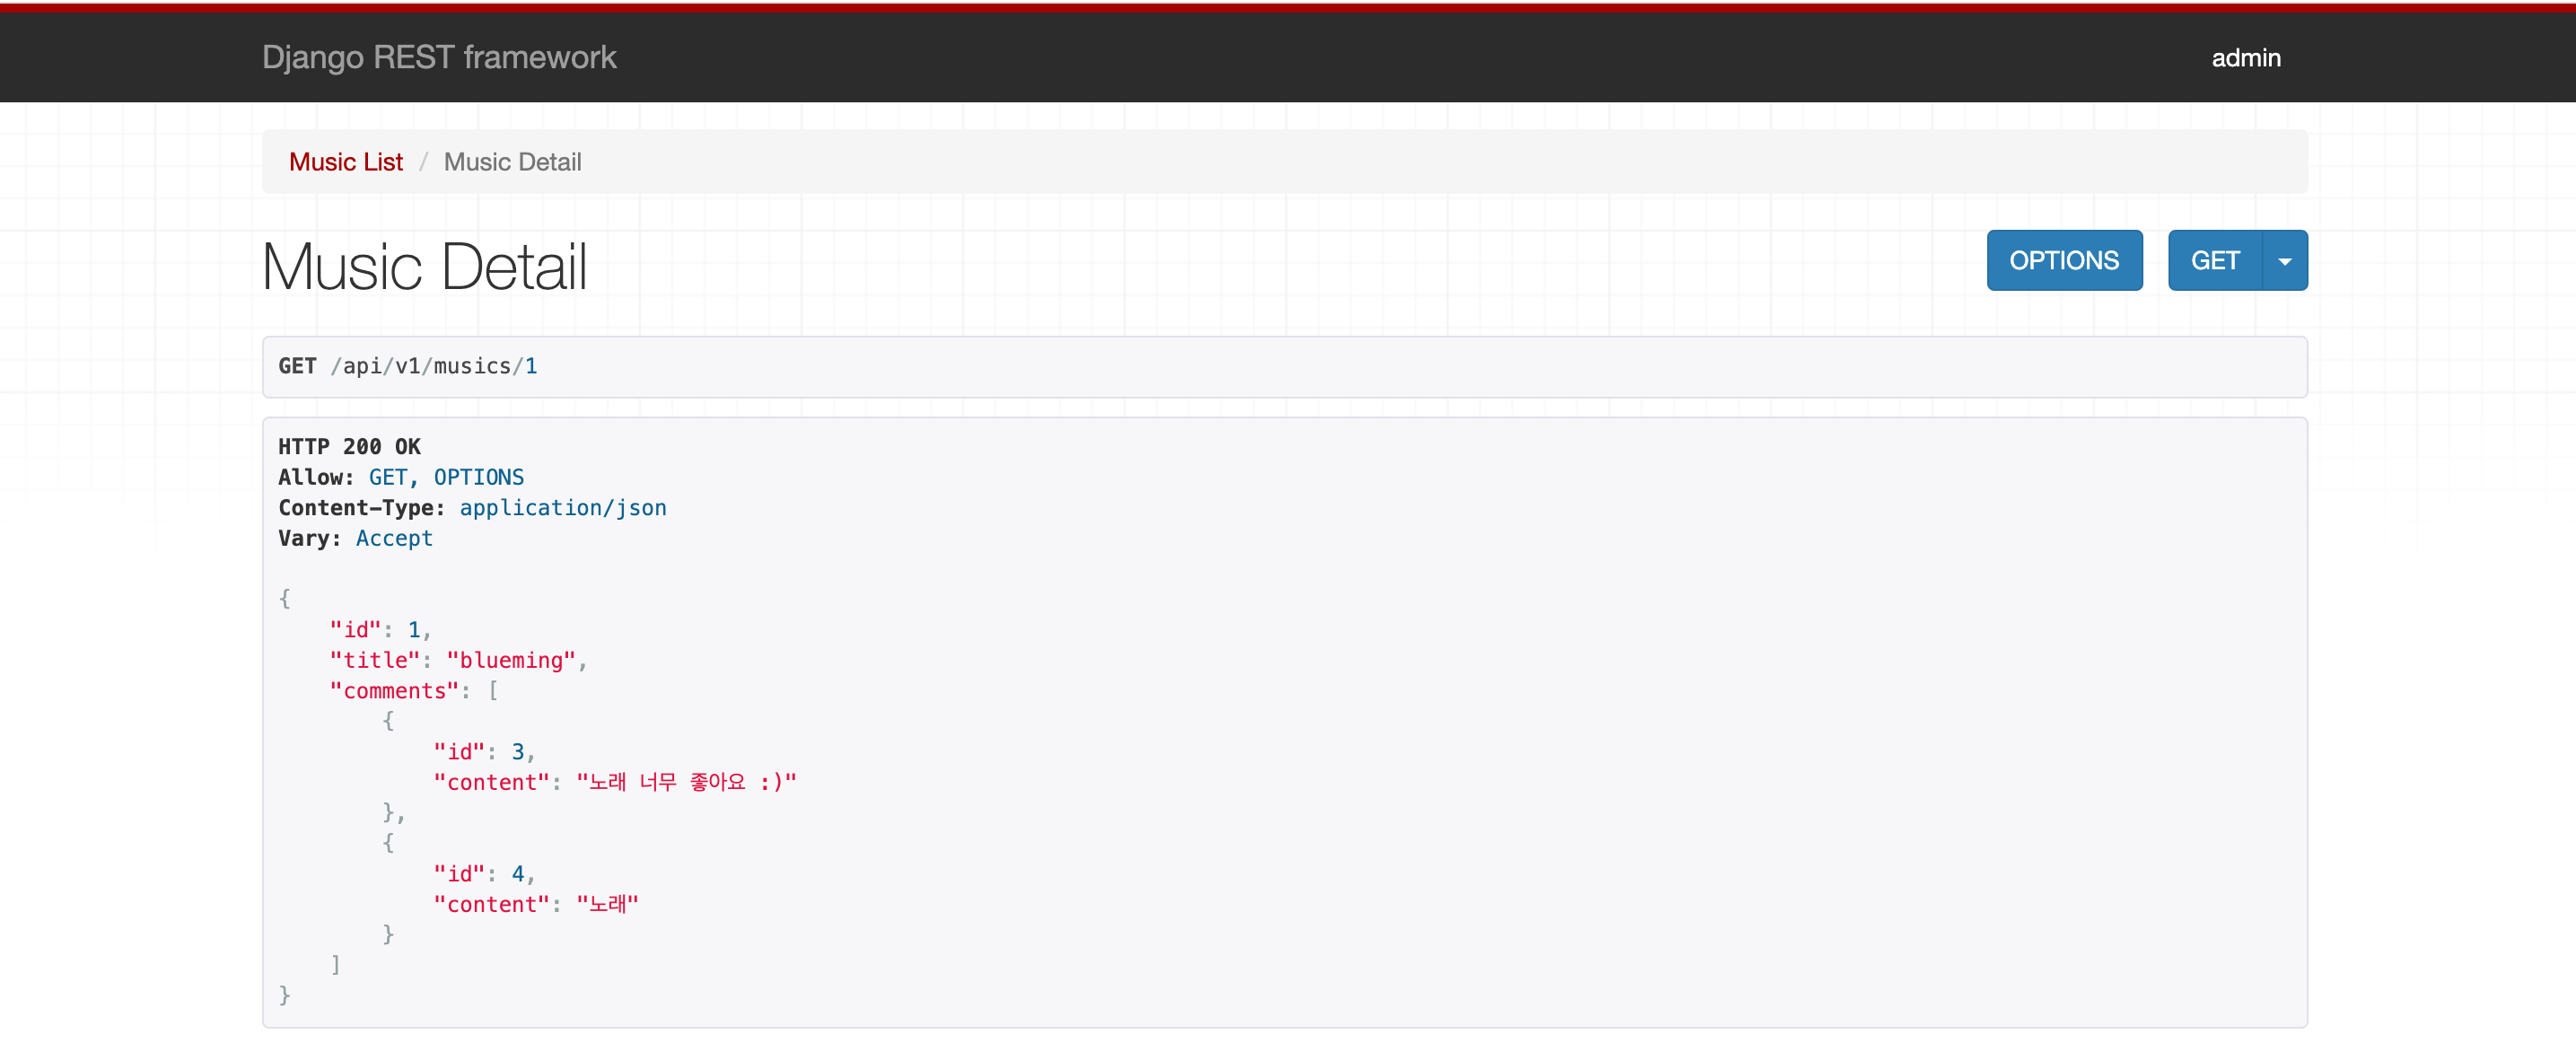 Django REST framework
admin
Music List / Music Detail
Music Detail
OPTIONS
GET
GET /api/v1/musics/1
HTTP 200 OK
Allow: GET, OPTIONS
Content-Type: application/json
Vary: Accept
{
    "id": 1,
    "title": "blueming",
    "comments": [
        {
            "id": 3,
            "content": "노래 너무 좋아요 :)"
        },
        {
            "id": 4,
            "content": "노래"
        }
    ]
}